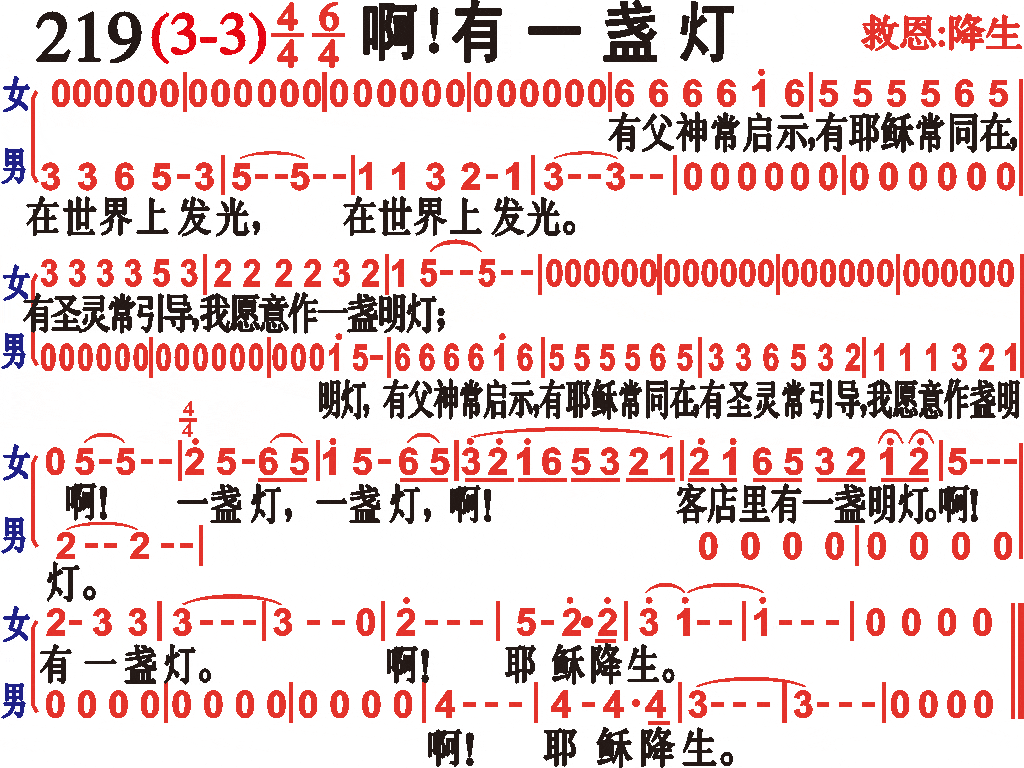 219(3-3) 4/4 6/4 啊!有一盏灯 救恩:降生
女 000000|000000|000000|000000|6 6 6 6 i 6|5 5 5 5 6 5|
有父神常启示,有耶稣常同在,
男 3 3 6 5-3|5--5--|1 1 3 2-1|3--3--|000000|000000|
在世界上发光, 在世界上发光。
女 3 3 3 3 5 3|2 2 2 2 3 2|1 5--5--|000000|000000|000000|000000|
有圣灵常引导,我愿意作一盏明灯;
男 000000|000000|000i 5-|6 6 6 6 i 6|5 5 5 5 6 5|3 3 6 5 3 2|1 1 1 3 2 1|
明灯, 有父神常启示,有耶稣常同在,有圣灵常引导,我愿意作盏明
4/4
女 0 5--5--|2̇ 5-6 5|i 5-6 5|3̇ 2̇ i 6 5 3 2 1|2̇ i 6 5 3 2 i 2̇|5---|
啊! 一盏灯, 一盏灯, 啊! 客店里有一盏明灯。啊!
男 2--2--| 0 0 0 0|0 0 0 0|
灯。
女 2-3 3|3---|3--0|2̇---|5-2̇•2̇|3̇ i--|i---|0 0 0 0
有一盏灯。 啊! 耶稣降生。
男 0 0 0 0|0 0 0 0|0 0 0 0|4---|4-4•4|3---|3---|0000
啊! 耶稣降生。